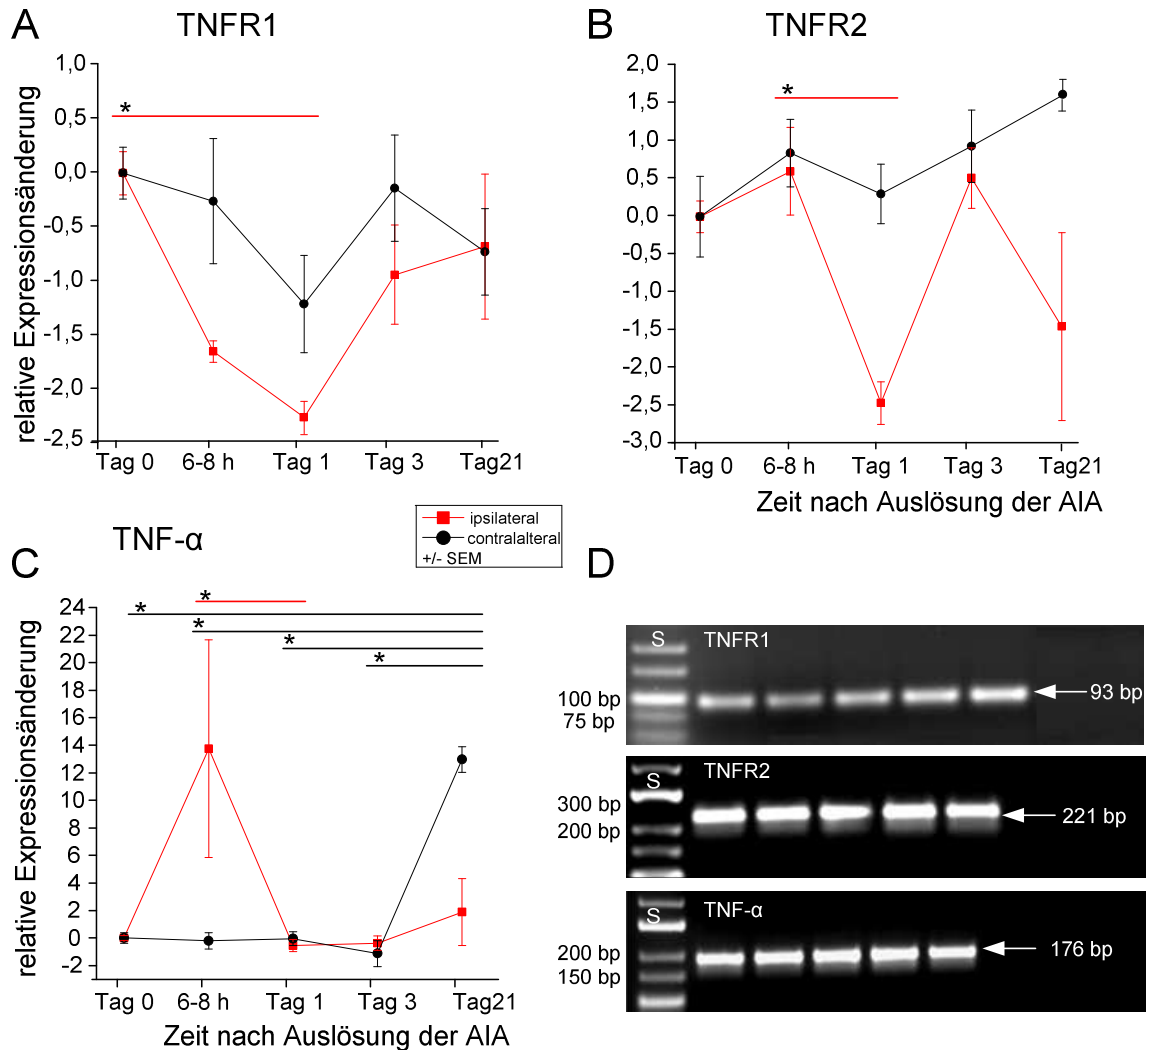 A
TNFR1
1,0
0,5
0,0
-0,5
-1,0
-1,5
-2,0
-2,5
relative Expressionsänderung
*
Tag 0
6-8 h
Tag 1
Tag 3
Tag21
B
TNFR2
2,0
1,5
1,0
0,5
0,0
-0,5
-1,0
-1,5
-2,0
-2,5
-3,0
*
Tag 0
6-8 h
Tag 1
Tag 3
Tag21
Zeit nach Auslösung der AIA
ipsilateral
contralalteral
+/- SEM
C
TNF-α
24
22
20
18
16
14
12
10
8
6
4
2
0
-2
relative Expressionsänderung
*
*
*
*
*
Tag 0
6-8 h
Tag 1
Tag 3
Tag21
Zeit nach Auslösung der AIA
D
S
TNFR1
100 bp
75 bp
93 bp
S
TNFR2
300 bp
200 bp
221 bp
S
TNF-α
200 bp
150 bp
176 bp